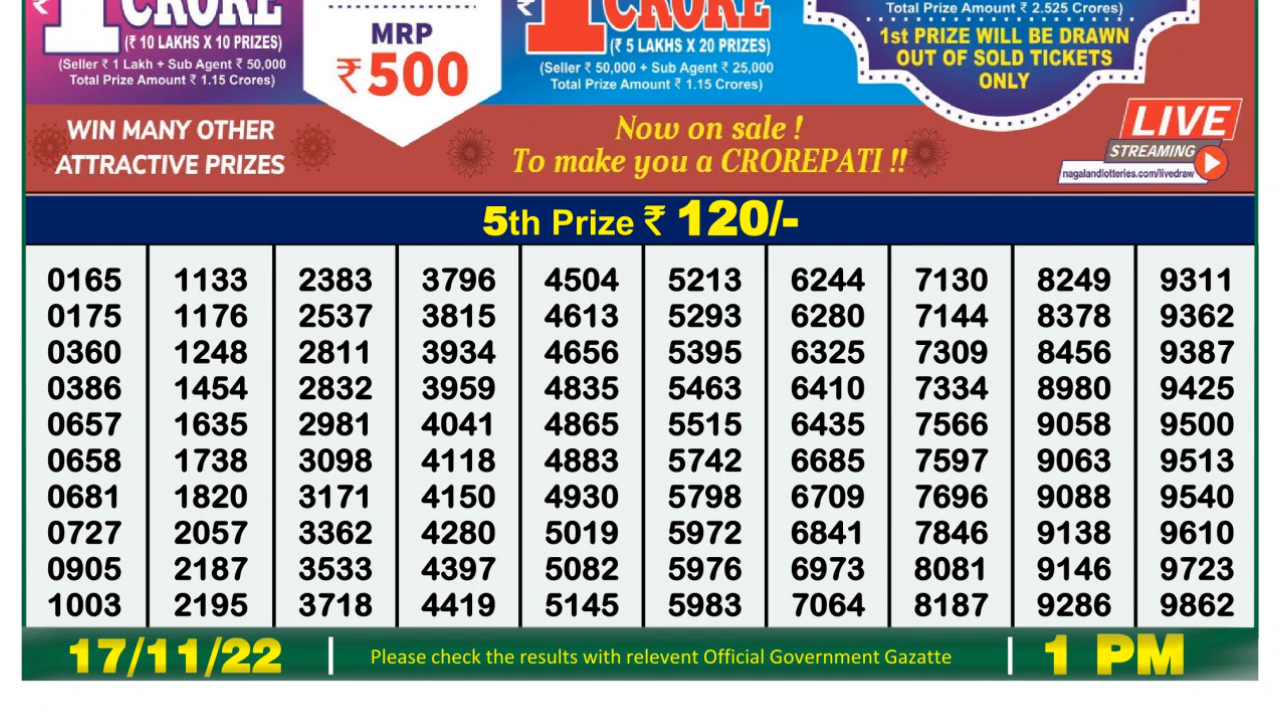 ₹ 1 CRORE
(₹ 10 LAKHS X 10 PRIZES)
(Seller ₹ 1 Lakh + Sub Agent ₹ 50,000
Total Prize Amount ₹ 1.15 Crores)
MRP
₹500
₹ 1 CRORE
(₹ 5 LAKHS X 20 PRIZES)
(Seller ₹ 50,000 + Sub Agent ₹ 25,000
Total Prize Amount ₹ 1.15 Crores)
Total Prize Amount ₹ 2.525 Crores)
1st PRIZE WILL BE DRAWN
OUT OF SOLD TICKETS
ONLY
WIN MANY OTHER
ATTRACTIVE PRIZES
Now on sale !
To make you a CROREPATI !!
LIVE
STREAMING
nagalandlotteries.com/livedraw
5th Prize ₹ 120/-
0165 1133 2383 3796 4504 5213 6244 7130 8249 9311
0175 1176 2537 3815 4613 5293 6280 7144 8378 9362
0360 1248 2811 3934 4656 5395 6325 7309 8456 9387
0386 1454 2832 3959 4835 5463 6410 7334 8980 9425
0657 1635 2981 4041 4865 5515 6435 7566 9058 9500
0658 1738 3098 4118 4883 5742 6685 7597 9063 9513
0681 1820 3171 4150 4930 5798 6709 7696 9088 9540
0727 2057 3362 4280 5019 5972 6841 7846 9138 9610
0905 2187 3533 4397 5082 5976 6973 8081 9146 9723
1003 2195 3718 4419 5145 5983 7064 8187 9286 9862
17/11/22
Please check the results with relevent Official Government Gazatte
1 PM